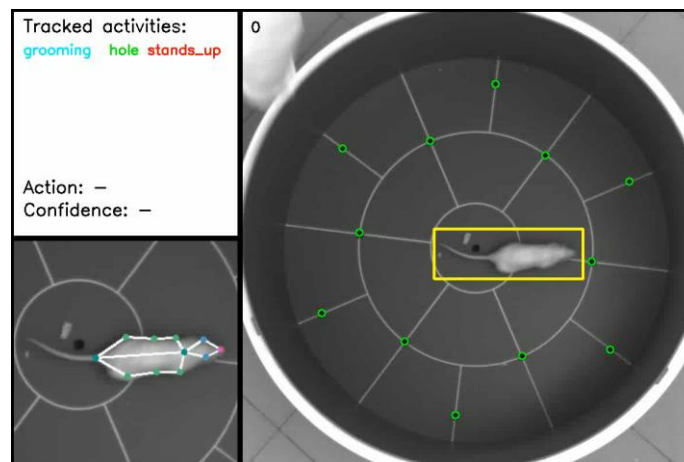 Tracked activities:
grooming hole stands_up
Action: –
Confidence: –
0